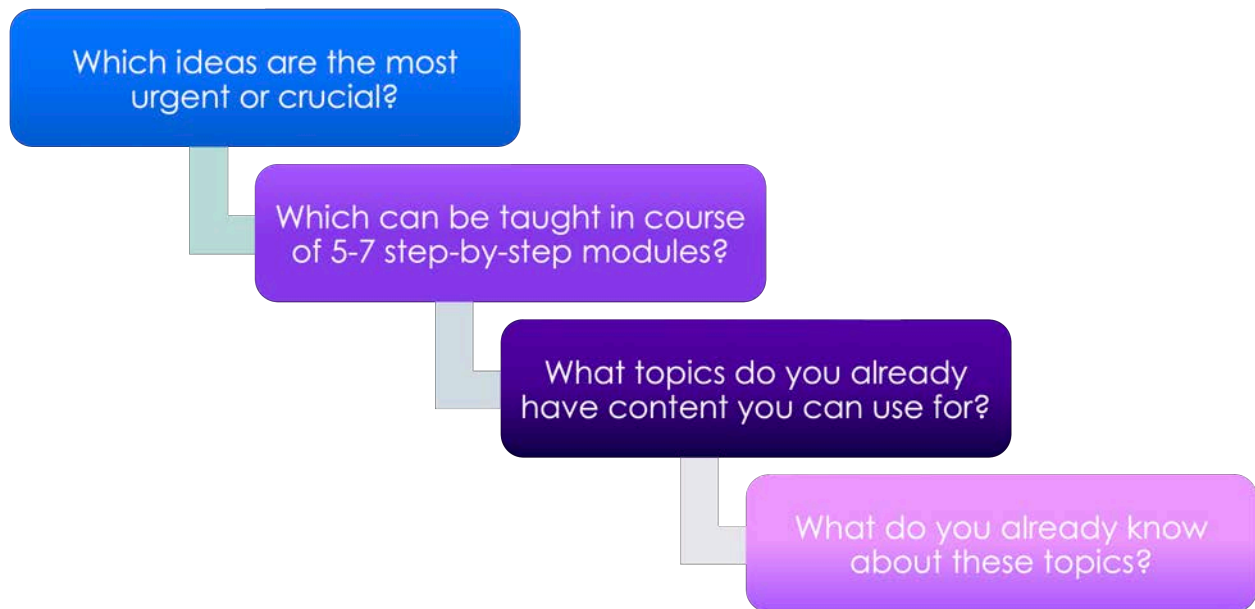 Which ideas are the most
urgent or crucial?
Which can be taught in course
of 5-7 step-by-step modules?
What topics do you already
have content you can use for?
What do you already know
about these topics?